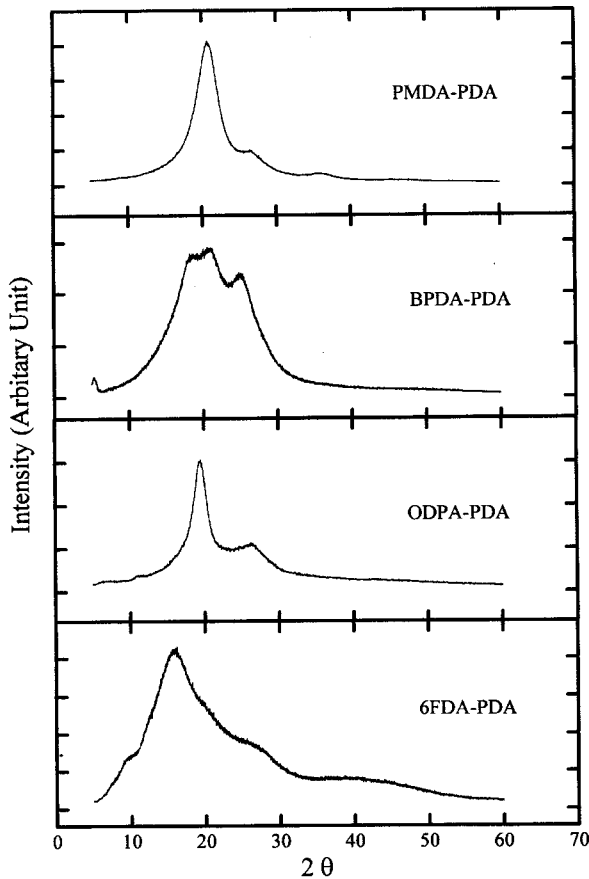 PMDA-PDA
BPDA-PDA
ODPA-PDA
6FDA-PDA
Intensity (Arbitary Unit)
0 10 20 30 40 50 60 70
2 θ